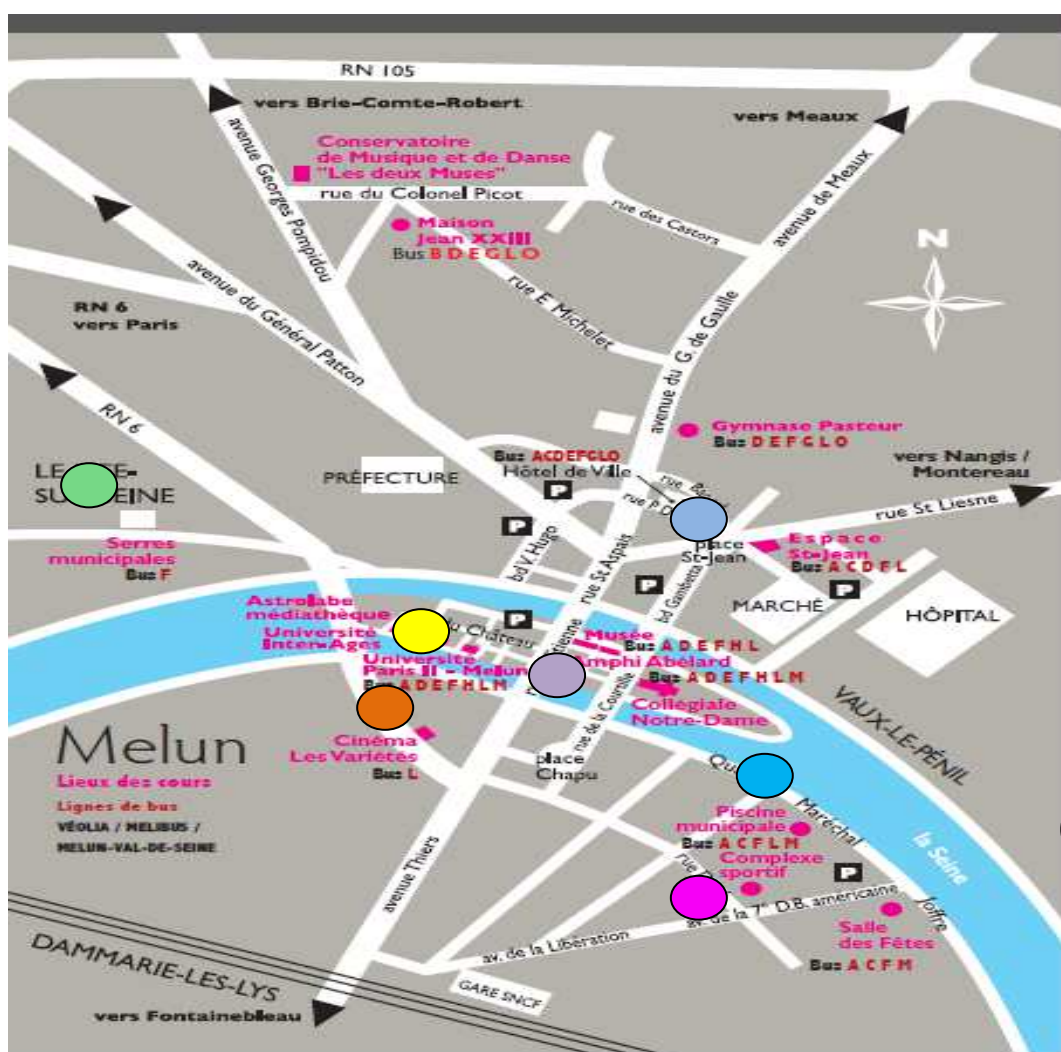 RN 105
vers Brie-Comte-Robert
vers Meaux
Conservatoire
de Musique et de Danse
"Les deux Muses"
rue du Colonel Picot
avenue Georges Pompidou
rue des Castors
avenue de Meaux
Maison
Jean XXIII
Bus B D E G L O
N
rue E. Michelet
avenue du Général Patton
RN 6
vers Paris
avenue du G. de Gaulle
RN 6
Gymnase Pasteur
Bus D E F G L O
Bus ACDEFGLO
Hôtel de Ville
vers Nangis /
Montereau
PRÉFECTURE
P
rue St Liesne
P
bd V. Hugo
place
St-Jean
Espace
St-Jean
Bus A C D F L
Serres
municipales
Bus F
rue St Aspais
bd Gambetta
P
P
MARCHÉ
HÔPITAL
Astrolabe
médiathèque
Université
Inter-Ages
du Château
P
Musée
Bus A D E F H L
Université
Paris II - Melun
Bus A D E F H L M
Amphi Abélard
Bus A D E F H L M
Collégiale
Notre-Dame
rue de la Courtille
VAUX-LE-PÉNIL
Melun
Cinéma
Les Variétés
Bus L
place
Chapu
Lieux des cours
Lignes de bus
VÉOLIA / MELIBUS /
MELUN-VAL-DE-SEINE
Maréchal
Joffre
la Seine
Piscine
municipale
Bus A C F L M
Complexe
sportif
P
avenue Thiers
av. de la Libération
av. de la 7e D.B. américaine
Salle
des Fêtes
Bus A C F M
DAMMARIE-LES-LYS
GARE SNCF
vers Fontainebleau